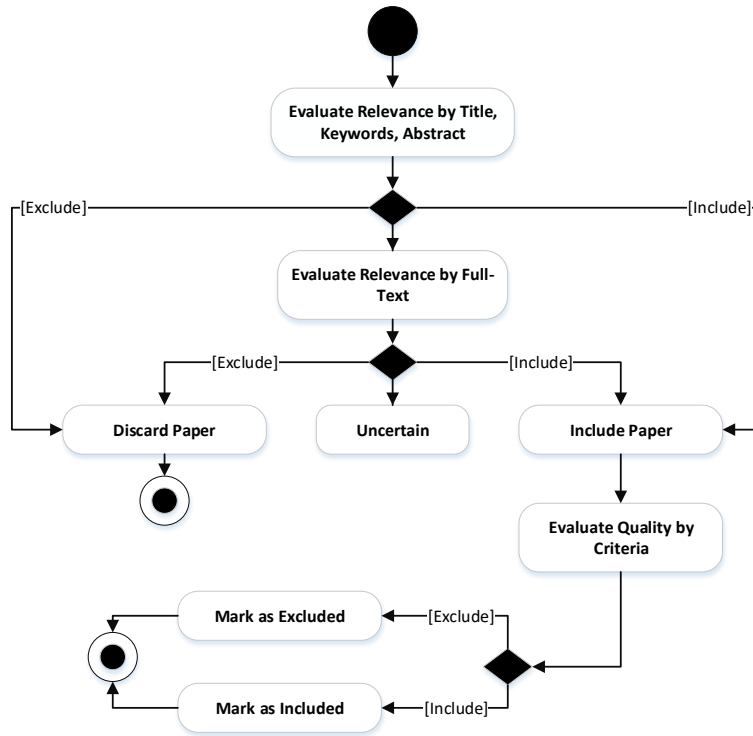 Evaluate Relevance by Title,
Keywords, Abstract
[Exclude]
[Include]
Evaluate Relevance by Full-
Text
[Exclude]
[Include]
Discard Paper
Uncertain
Include Paper
Evaluate Quality by
Criteria
Mark as Excluded
[Exclude]
Mark as Included
[Include]